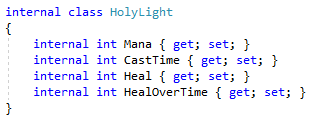 internal class HolyLight
{
    internal int Mana { get; set; }
    internal int CastTime { get; set; }
    internal int Heal { get; set; }
    internal int HealOverTime { get; set; }
}